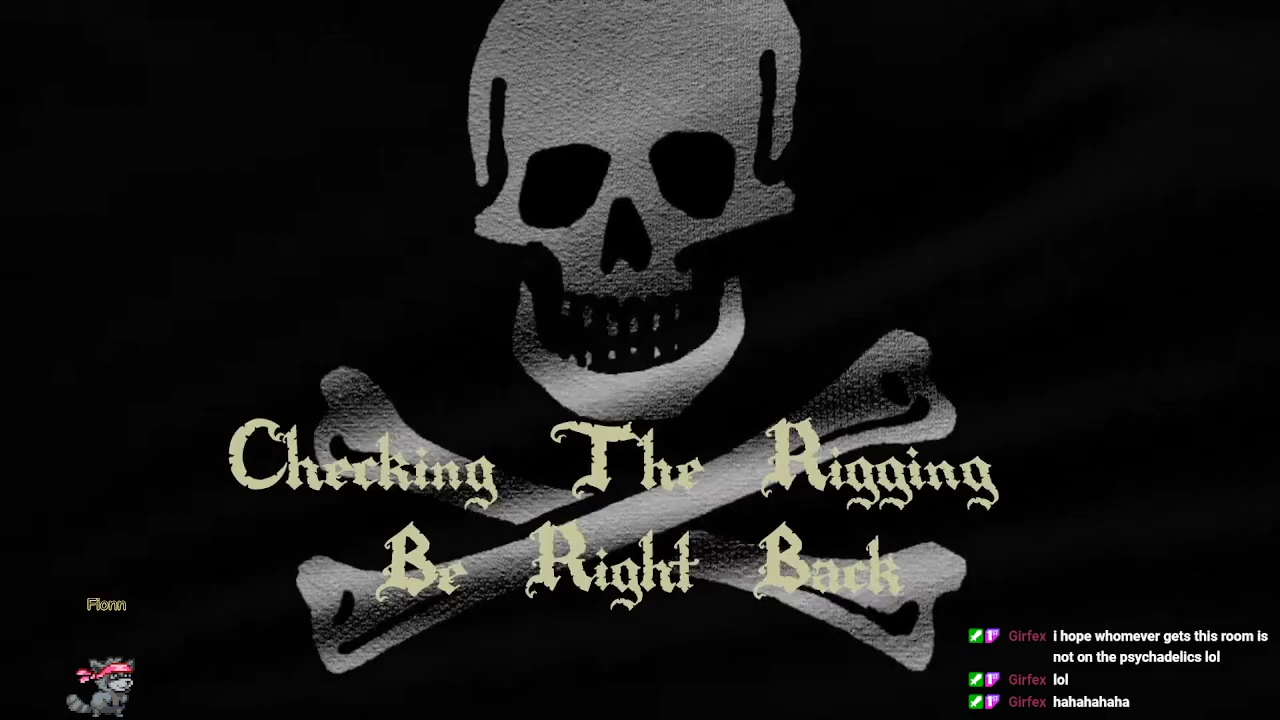 Checking The Rigging
Be Right Back
Fionn
Girfex i hope whomever gets this room is
not on the psychadelics lol
Girfex lol
Girfex hahahahaha